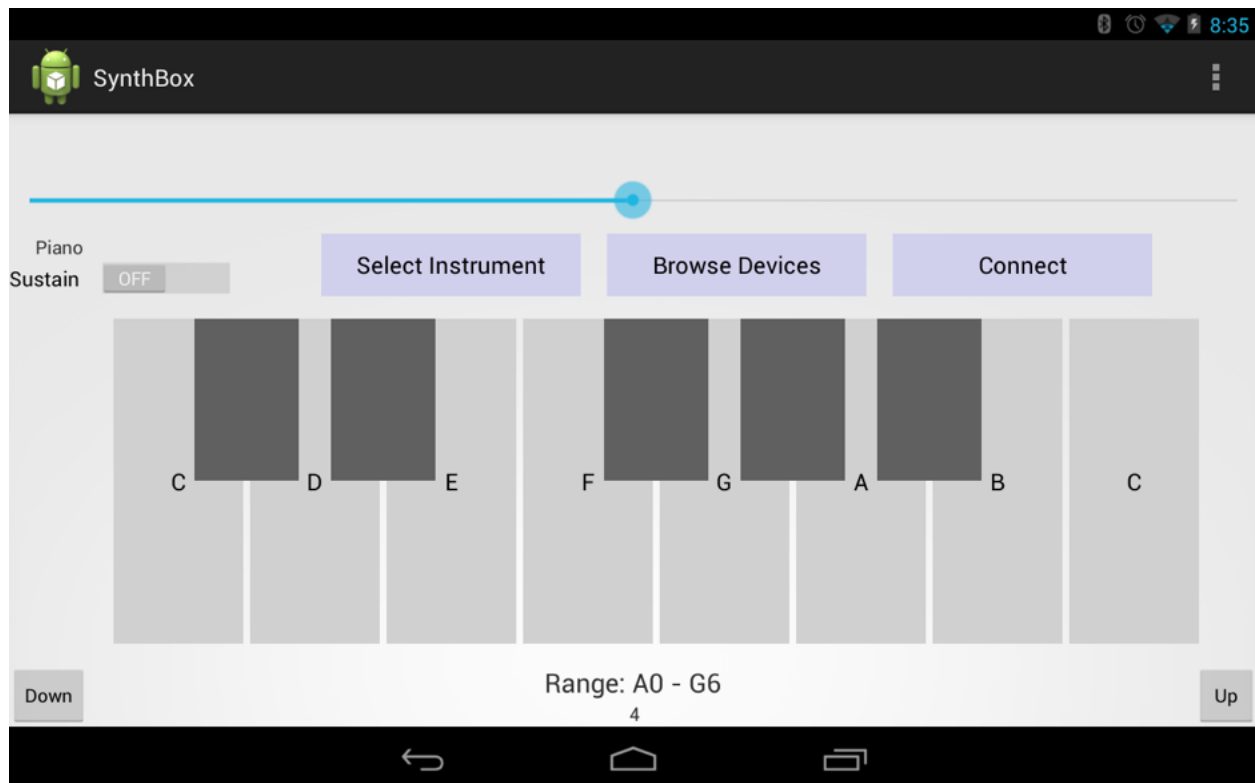 8:35
SynthBox
Piano
Sustain OFF
Select Instrument Browse Devices Connect
C D E F G A B C
Range: A0 - G6
Down 4 Up